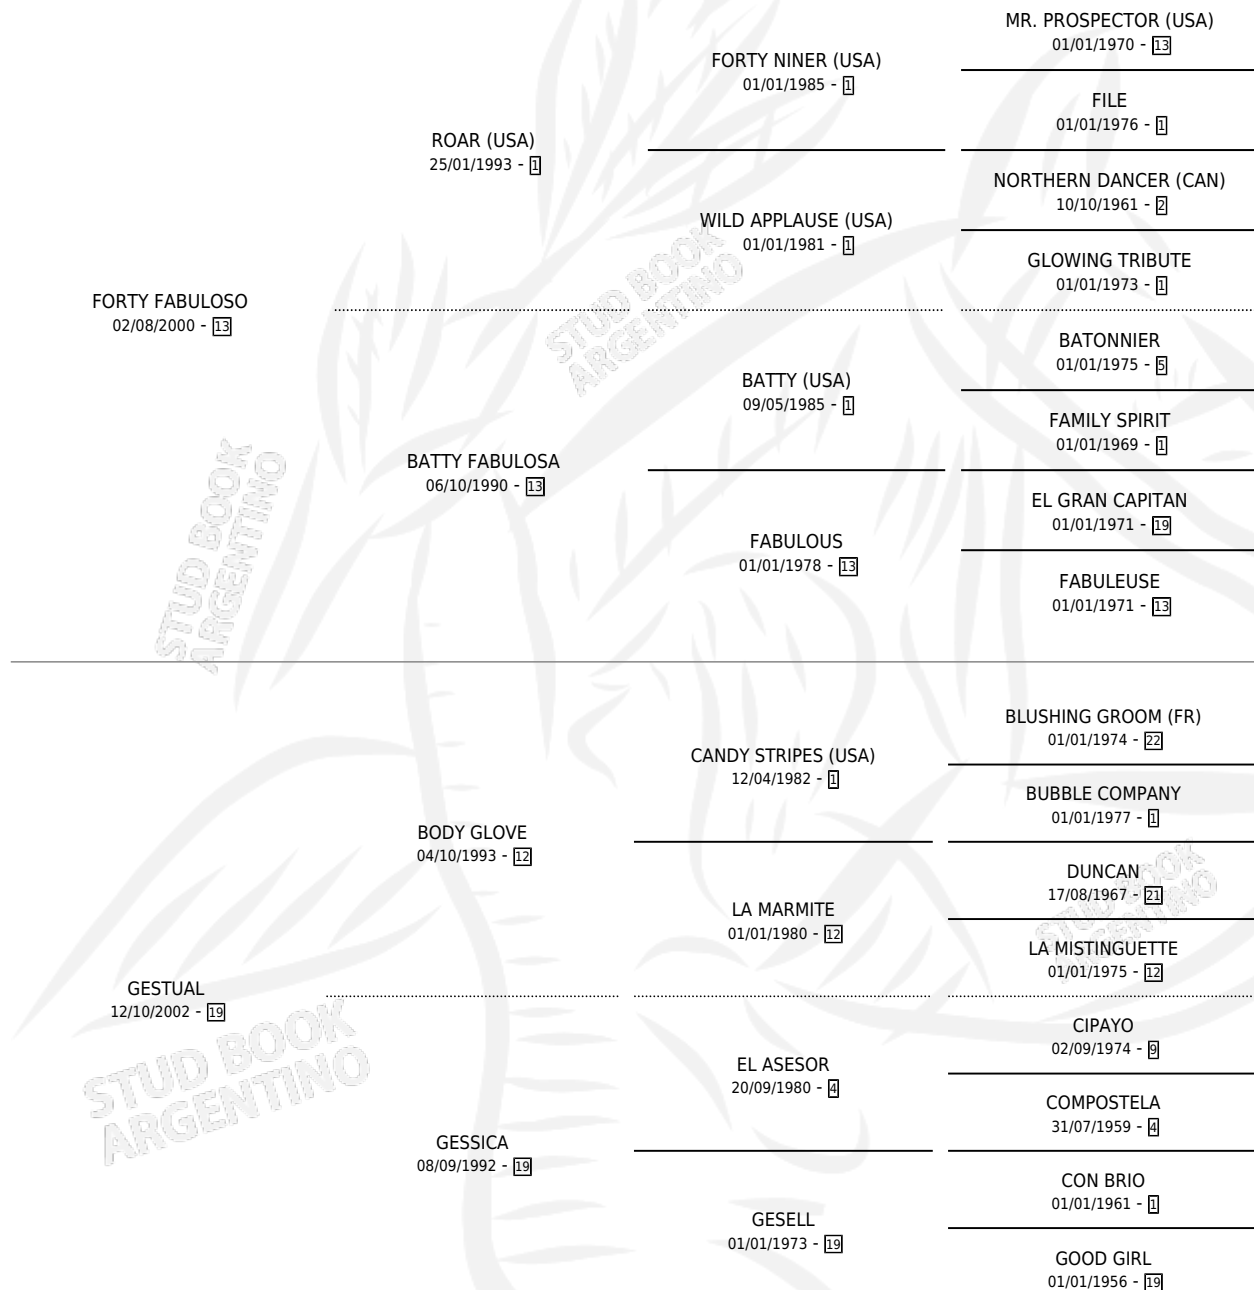 MR. PROSPECTOR (USA)
01/01/1970 - 13
FORTY NINER (USA)
01/01/1985 - 1
FILE
01/01/1976 - 1
ROAR (USA)
25/01/1993 - 1
NORTHERN DANCER (CAN)
10/10/1961 - 2
WILD APPLAUSE (USA)
01/01/1981 - 1
GLOWING TRIBUTE
01/01/1973 - 1
FORTY FABULOSO
02/08/2000 - 13
BATONNIER
01/01/1975 - 5
BATTY (USA)
09/05/1985 - 1
FAMILY SPIRIT
01/01/1969 - 1
BATTY FABULOSA
06/10/1990 - 13
EL GRAN CAPITAN
01/01/1971 - 19
FABULOUS
01/01/1978 - 13
FABULEUSE
01/01/1971 - 13
BLUSHING GROOM (FR)
01/01/1974 - 22
CANDY STRIPES (USA)
12/04/1982 - 1
BUBBLE COMPANY
01/01/1977 - 1
BODY GLOVE
04/10/1993 - 12
DUNCAN
17/08/1967 - 21
LA MARMITE
01/01/1980 - 12
LA MISTINGUETTE
01/01/1975 - 12
GESTUAL
12/10/2002 - 19
CIPAYO
02/09/1974 - 9
EL ASESOR
20/09/1980 - 4
COMPOSTELA
31/07/1959 - 4
GESSICA
08/09/1992 - 19
CON BRIO
01/01/1961 - 1
GESELL
01/01/1973 - 19
GOOD GIRL
01/01/1956 - 19
STUD BOOK
ARGENTINO
STUD BOOK
ARGENTINO
STUD BOOK
ARGENTINO
STUD BOOK
ARGENTINO